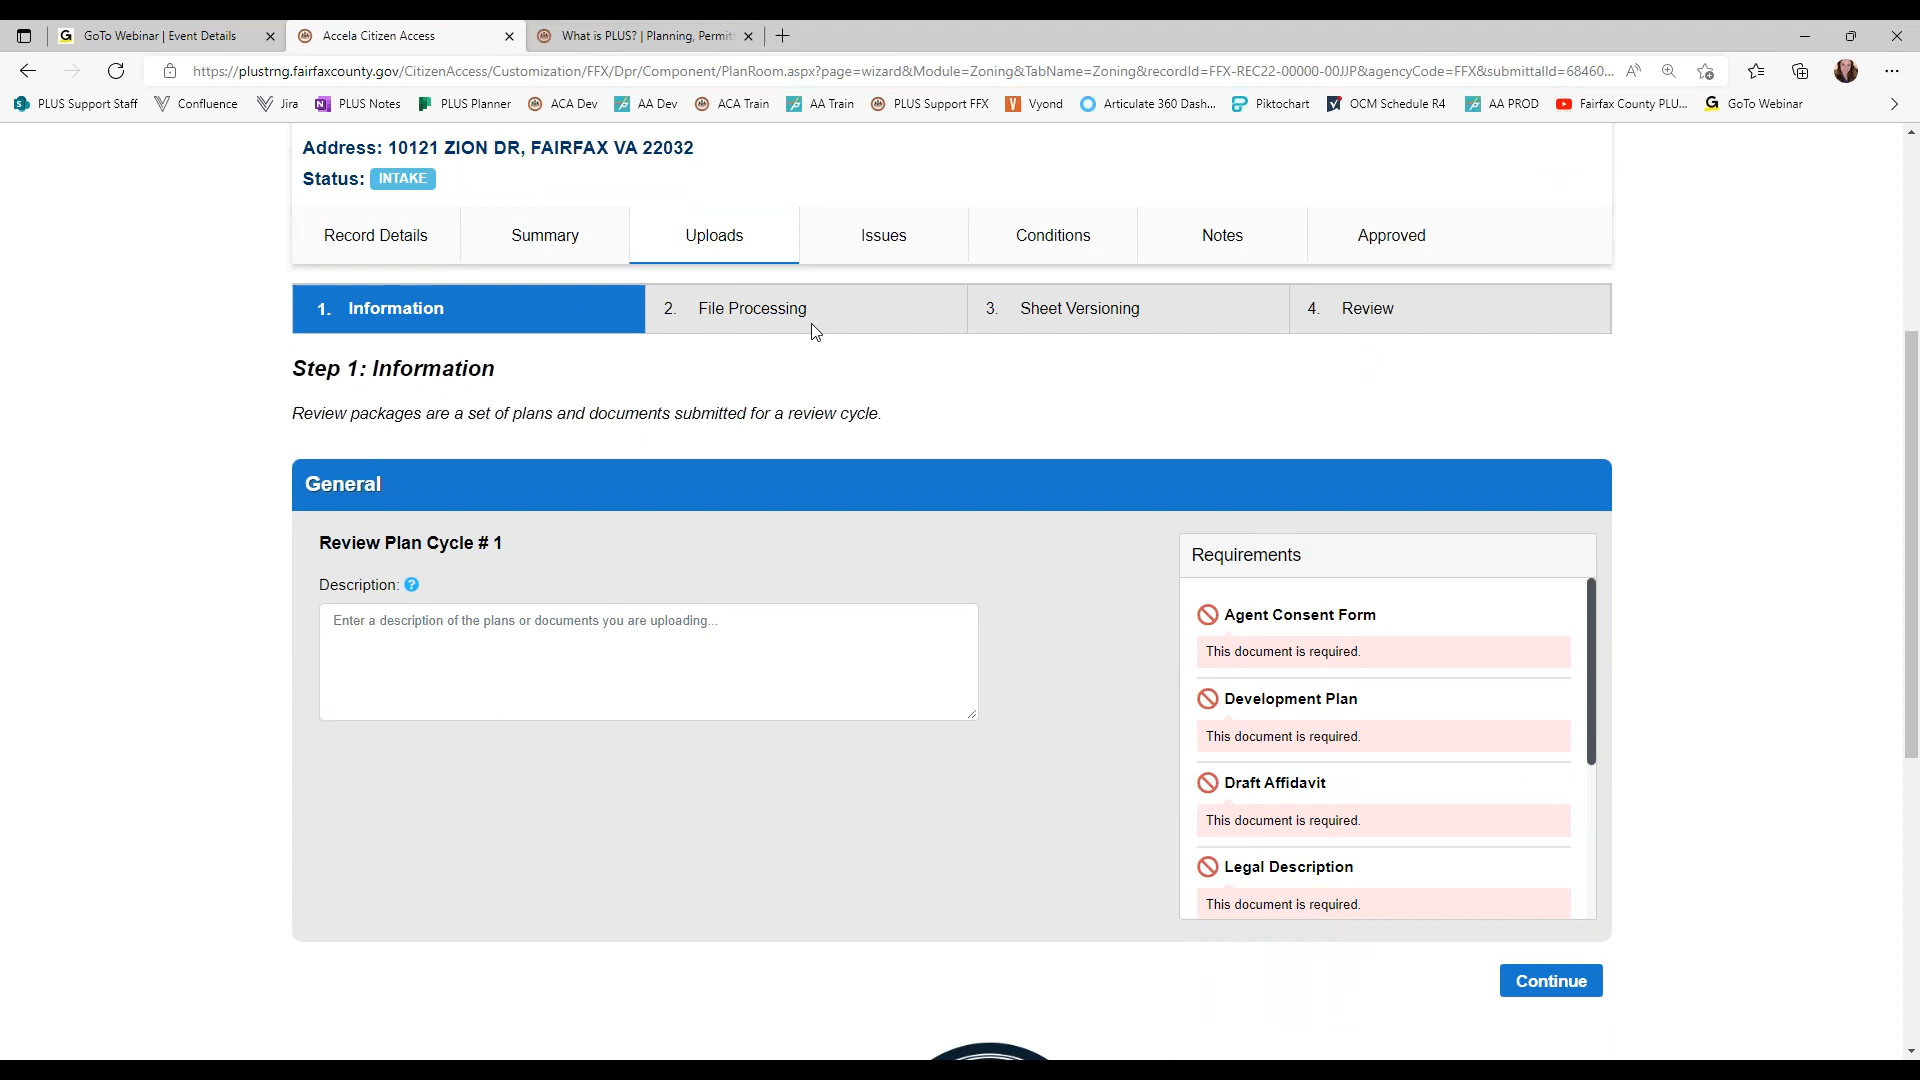 GoTo Webinar | Event Details
Accela Citizen Access
What is PLUS? | Planning, Permit
https://plustrng.fairfaxcounty.gov/CitizenAccess/Customization/FFX/Dpr/Component/PlanRoom.aspx?page=wizard&Module=Zoning&TabName=Zoning&recordId=FFX-REC22-00000-00JJP&agencyCode=FFX&submittalId=68460...
PLUS Support Staff Confluence Jira PLUS Notes PLUS Planner ACA Dev AA Dev ACA Train AA Train PLUS Support FFX Vyond Articulate 360 Dash... Piktochart OCM Schedule R4 AA PROD Fairfax County PLU... GoTo Webinar
Address: 10121 ZION DR, FAIRFAX VA 22032
Status: INTAKE
Record Details Summary Uploads Issues Conditions Notes Approved
1. Information 2. File Processing 3. Sheet Versioning 4. Review
Step 1: Information
Review packages are a set of plans and documents submitted for a review cycle.
General
Review Plan Cycle # 1
Description:
Enter a description of the plans or documents you are uploading...
Requirements
Agent Consent Form
This document is required.
Development Plan
This document is required.
Draft Affidavit
This document is required.
Legal Description
This document is required.
Continue